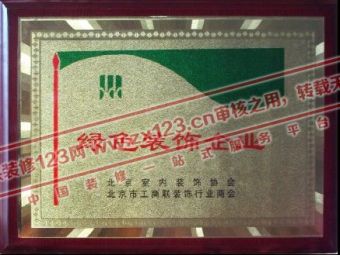 绿色装饰企业
北京室内装饰协会
北京市工商联装饰行业商会
装修123网
123.cn审核之用，转载无
中国装修一站式服务平台